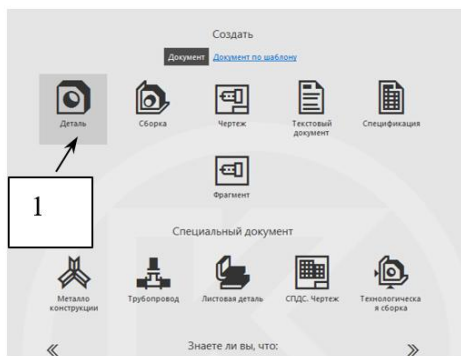 Создать
Документ Документ по шаблону
Деталь Сборка Чертеж Текстовый документ Спецификация
1
Фрагмент
Специальный документ
Металло конструкции Трубопровод Листовая деталь СПДС. Чертеж Технологическа я сборка
Знаете ли вы, что: